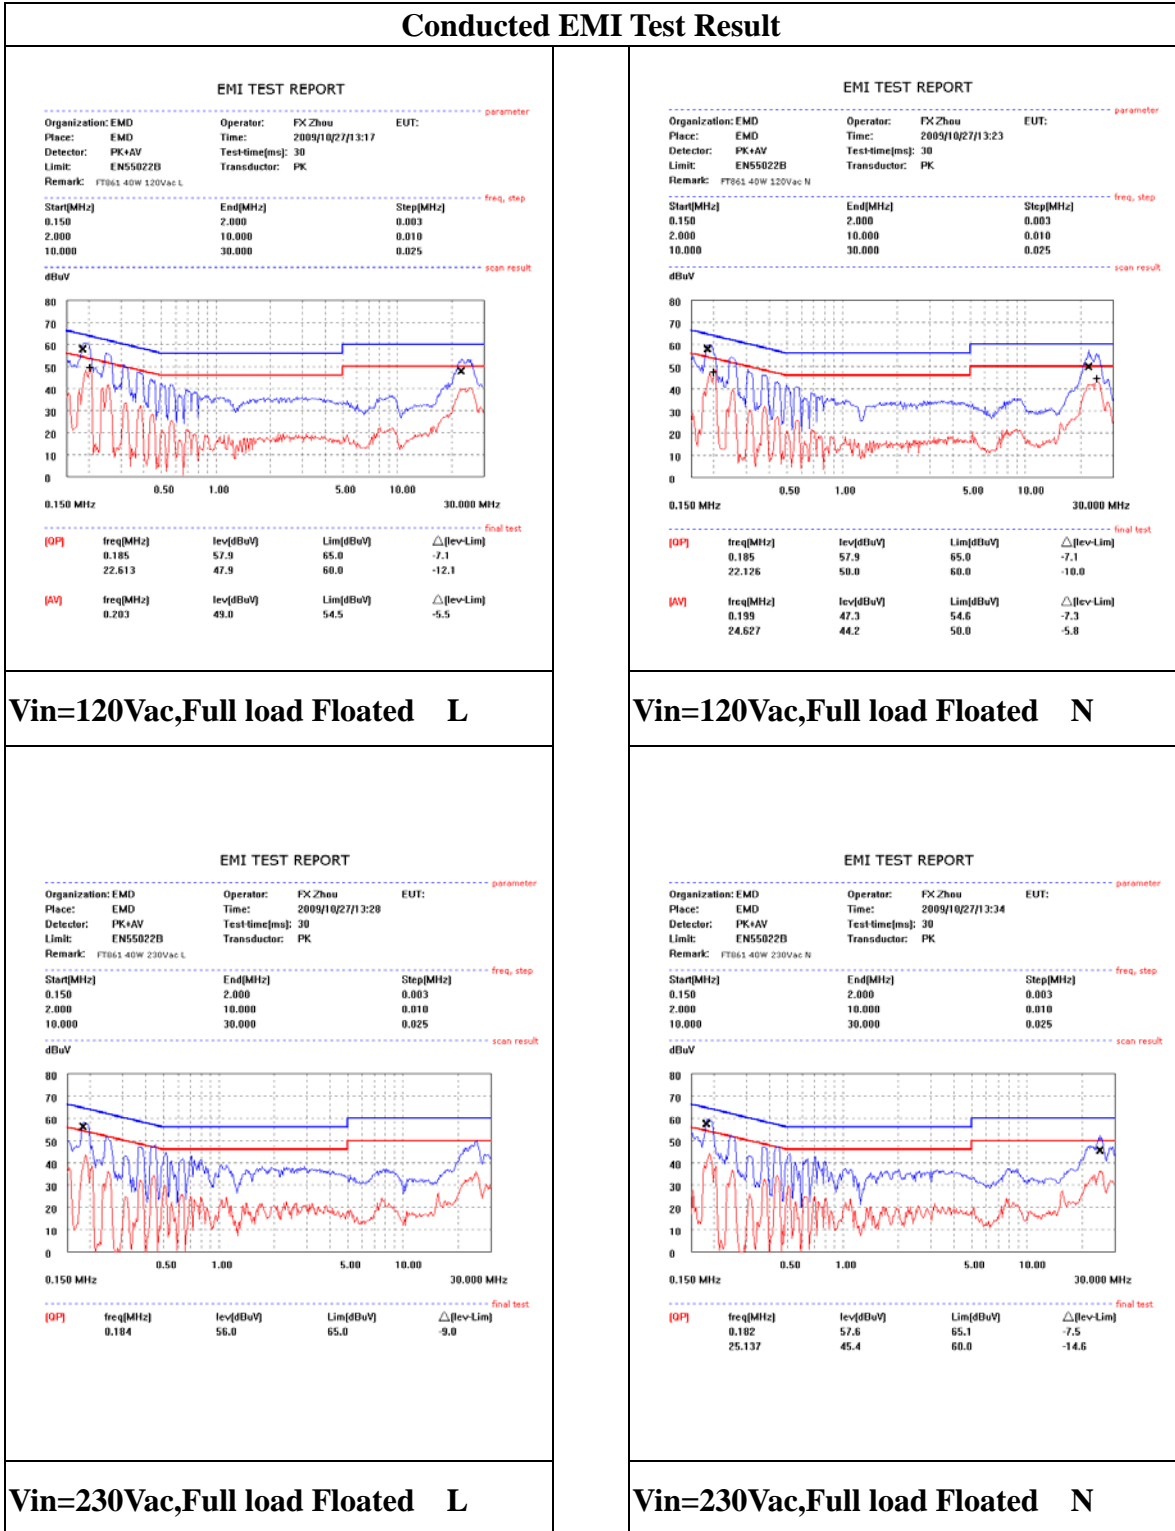 Conducted EMI Test Result
EMI TEST REPORT
parameter
Organization: EMD Operator: FX Zhou EUT:
Place: EMD Time: 2009/10/27/13:17
Detector: PK+AV Test-time[ms]: 30
Limit: EN55022B Transductor: PK
Remark: FT861 40W 120Vac L
freq, step
Start[MHz] End[MHz] Step[MHz]
0.150 2.000 0.003
2.000 10.000 0.010
10.000 30.000 0.025
scan result
dBuV
80
70
60
50
40
30
20
10
0
0.50 1.00 5.00 10.00
0.150 MHz 30.000 MHz
final test
[QP] freq[MHz] lev[dBuV] Lim[dBuV] △[lev-Lim]
0.185 57.9 65.0 -7.1
22.613 47.9 60.0 -12.1
[AV] freq[MHz] lev[dBuV] Lim[dBuV] △[lev-Lim]
0.203 49.0 54.5 -5.5
Vin=120Vac,Full load Floated L
EMI TEST REPORT
parameter
Organization: EMD Operator: FX Zhou EUT:
Place: EMD Time: 2009/10/27/13:23
Detector: PK+AV Test-time[ms]: 30
Limit: EN55022B Transductor: PK
Remark: FT861 40W 120Vac N
freq, step
Start[MHz] End[MHz] Step[MHz]
0.150 2.000 0.003
2.000 10.000 0.010
10.000 30.000 0.025
scan result
dBuV
80
70
60
50
40
30
20
10
0
0.50 1.00 5.00 10.00
0.150 MHz 30.000 MHz
final test
[QP] freq[MHz] lev[dBuV] Lim[dBuV] △[lev-Lim]
0.185 57.9 65.0 -7.1
22.126 50.0 60.0 -10.0
[AV] freq[MHz] lev[dBuV] Lim[dBuV] △[lev-Lim]
0.199 47.3 54.6 -7.3
24.627 44.2 50.0 -5.8
Vin=120Vac,Full load Floated N
EMI TEST REPORT
parameter
Organization: EMD Operator: FX Zhou EUT:
Place: EMD Time: 2009/10/27/13:28
Detector: PK+AV Test-time[ms]: 30
Limit: EN55022B Transductor: PK
Remark: FT861 40W 230Vac L
freq, step
Start[MHz] End[MHz] Step[MHz]
0.150 2.000 0.003
2.000 10.000 0.010
10.000 30.000 0.025
scan result
dBuV
80
70
60
50
40
30
20
10
0
0.50 1.00 5.00 10.00
0.150 MHz 30.000 MHz
final test
[QP] freq[MHz] lev[dBuV] Lim[dBuV] △[lev-Lim]
0.184 56.0 65.0 -9.0
Vin=230Vac,Full load Floated L
EMI TEST REPORT
parameter
Organization: EMD Operator: FX Zhou EUT:
Place: EMD Time: 2009/10/27/13:34
Detector: PK+AV Test-time[ms]: 30
Limit: EN55022B Transductor: PK
Remark: FT861 40W 230Vac N
freq, step
Start[MHz] End[MHz] Step[MHz]
0.150 2.000 0.003
2.000 10.000 0.010
10.000 30.000 0.025
scan result
dBuV
80
70
60
50
40
30
20
10
0
0.50 1.00 5.00 10.00
0.150 MHz 30.000 MHz
final test
[QP] freq[MHz] lev[dBuV] Lim[dBuV] △[lev-Lim]
0.182 57.6 65.1 -7.5
25.137 45.4 60.0 -14.6
Vin=230Vac,Full load Floated N